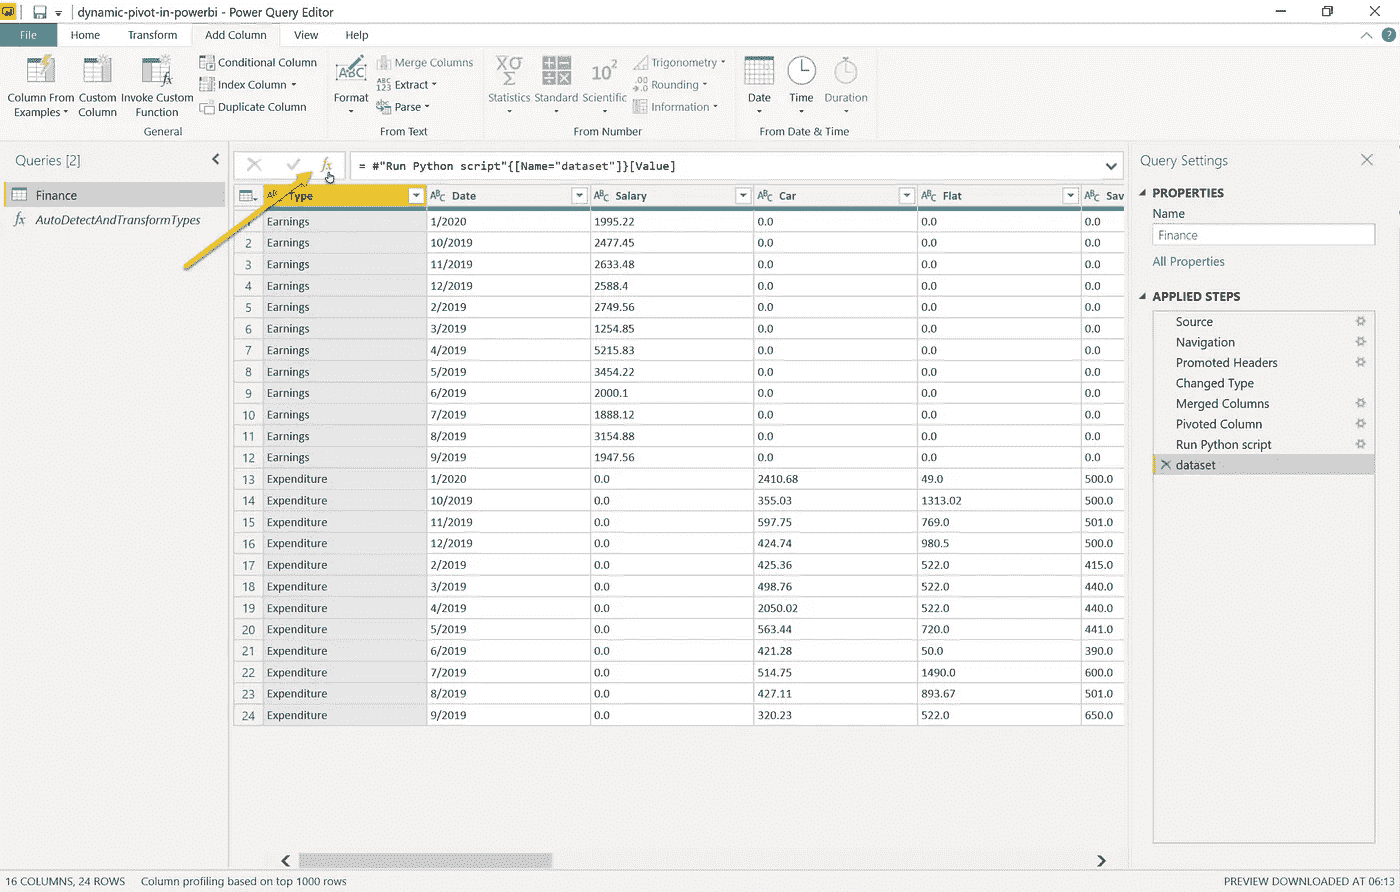 dynamic-pivot-in-powerbi - Power Query Editor
File Home Transform Add Column View Help
Column From Examples
Custom Column
Invoke Custom Function
Conditional Column
Index Column
Duplicate Column
General
ABC
Format
Merge Columns
ABC 123 Extract
abc Parse
From Text
XΟ Σ
Statistics
Standard
10²
Scientific
Trigonometry
.00 Rounding
Information
From Number
Date
Time
Duration
From Date & Time
Queries [2]
Finance
fx AutoDetectAndTransformTypes
fx
= #"Run Python script"{[Name="dataset"]}[Value]
Type ABC Date ABC Salary ABC Car ABC Flat ABC Sav
Earnings 1/2020 1995.22 0.0 0.0 0.0
2 Earnings 10/2019 2477.45 0.0 0.0 0.0
3 Earnings 11/2019 2633.48 0.0 0.0 0.0
4 Earnings 12/2019 2588.4 0.0 0.0 0.0
5 Earnings 2/2019 2749.56 0.0 0.0 0.0
6 Earnings 3/2019 1254.85 0.0 0.0 0.0
7 Earnings 4/2019 5215.83 0.0 0.0 0.0
8 Earnings 5/2019 3454.22 0.0 0.0 0.0
9 Earnings 6/2019 2000.1 0.0 0.0 0.0
10 Earnings 7/2019 1888.12 0.0 0.0 0.0
11 Earnings 8/2019 3154.88 0.0 0.0 0.0
12 Earnings 9/2019 1947.56 0.0 0.0 0.0
13 Expenditure 1/2020 0.0 2410.68 49.0 500.0
14 Expenditure 10/2019 0.0 355.03 1313.02 500.0
15 Expenditure 11/2019 0.0 597.75 769.0 501.0
16 Expenditure 12/2019 0.0 424.74 980.5 500.0
17 Expenditure 2/2019 0.0 425.36 522.0 415.0
18 Expenditure 3/2019 0.0 498.76 522.0 440.0
19 Expenditure 4/2019 0.0 2050.02 522.0 440.0
20 Expenditure 5/2019 0.0 563.44 720.0 441.0
21 Expenditure 6/2019 0.0 421.28 50.0 390.0
22 Expenditure 7/2019 0.0 514.75 1490.0 600.0
23 Expenditure 8/2019 0.0 427.11 893.67 501.0
24 Expenditure 9/2019 0.0 320.23 522.0 650.0
Query Settings
PROPERTIES
Name
Finance
All Properties
APPLIED STEPS
Source
Navigation
Promoted Headers
Changed Type
Merged Columns
Pivoted Column
Run Python script
dataset
16 COLUMNS, 24 ROWS Column profiling based on top 1000 rows
PREVIEW DOWNLOADED AT 06:13